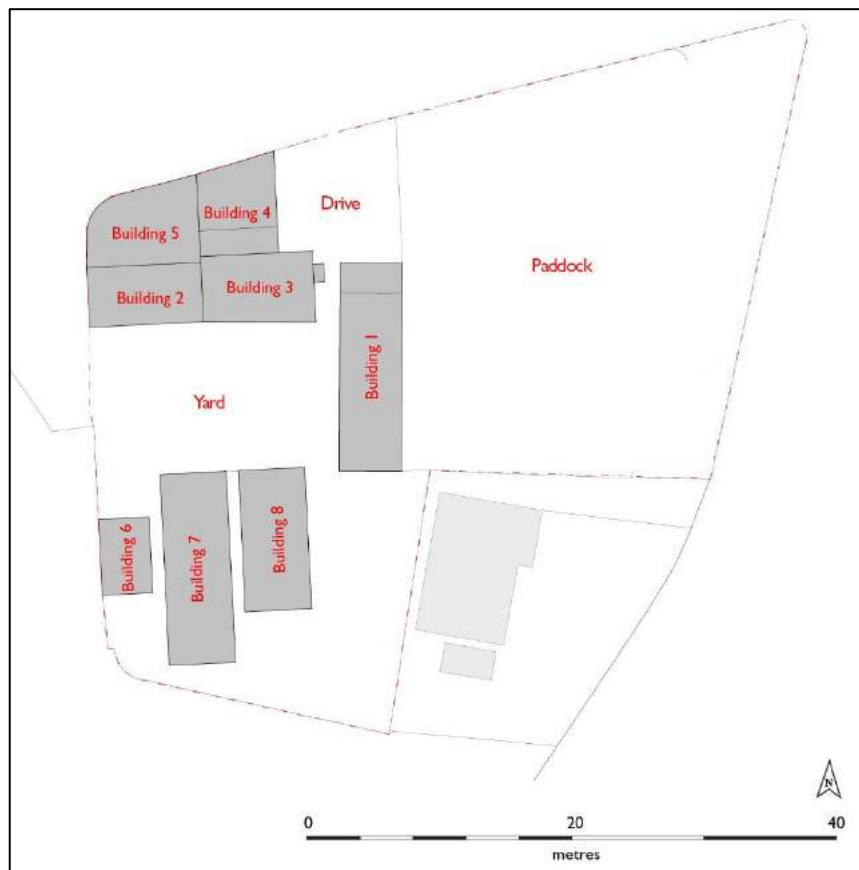 Building 4
Drive
Building 5
Paddock
Building 3
Building 2
Building 1
Yard
Building 6
Building 7
Building 8
N
0 20 40
metres